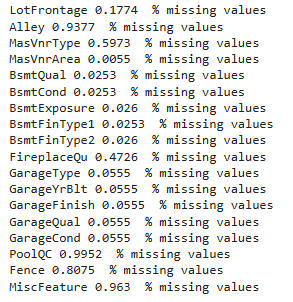 LotFrontage 0.1774  % missing values
Alley 0.9377  % missing values
MasVnrType 0.5973  % missing values
MasVnrArea 0.0055  % missing values
BsmtQual 0.0253  % missing values
BsmtCond 0.0253  % missing values
BsmtExposure 0.026  % missing values
BsmtFinType1 0.0253  % missing values
BsmtFinType2 0.026  % missing values
FireplaceQu 0.4726  % missing values
GarageType 0.0555  % missing values
GarageYrBlt 0.0555  % missing values
GarageFinish 0.0555  % missing values
GarageQual 0.0555  % missing values
GarageCond 0.0555  % missing values
PoolQC 0.9952  % missing values
Fence 0.8075  % missing values
MiscFeature 0.963  % missing values